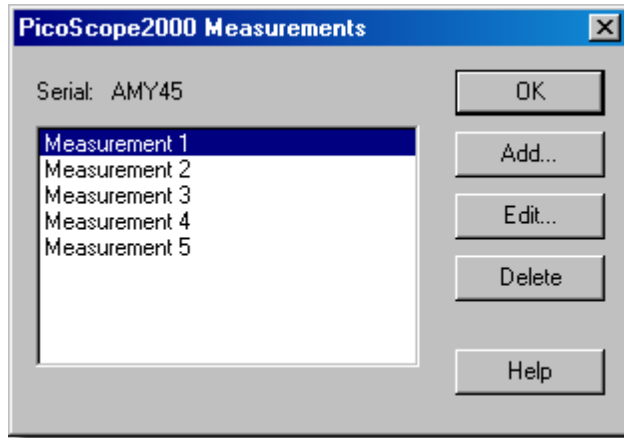 PicoScope2000 Measurements
Serial: AMY45
OK
Measurement 1
Measurement 2
Measurement 3
Measurement 4
Measurement 5
Add...
Edit...
Delete
Help